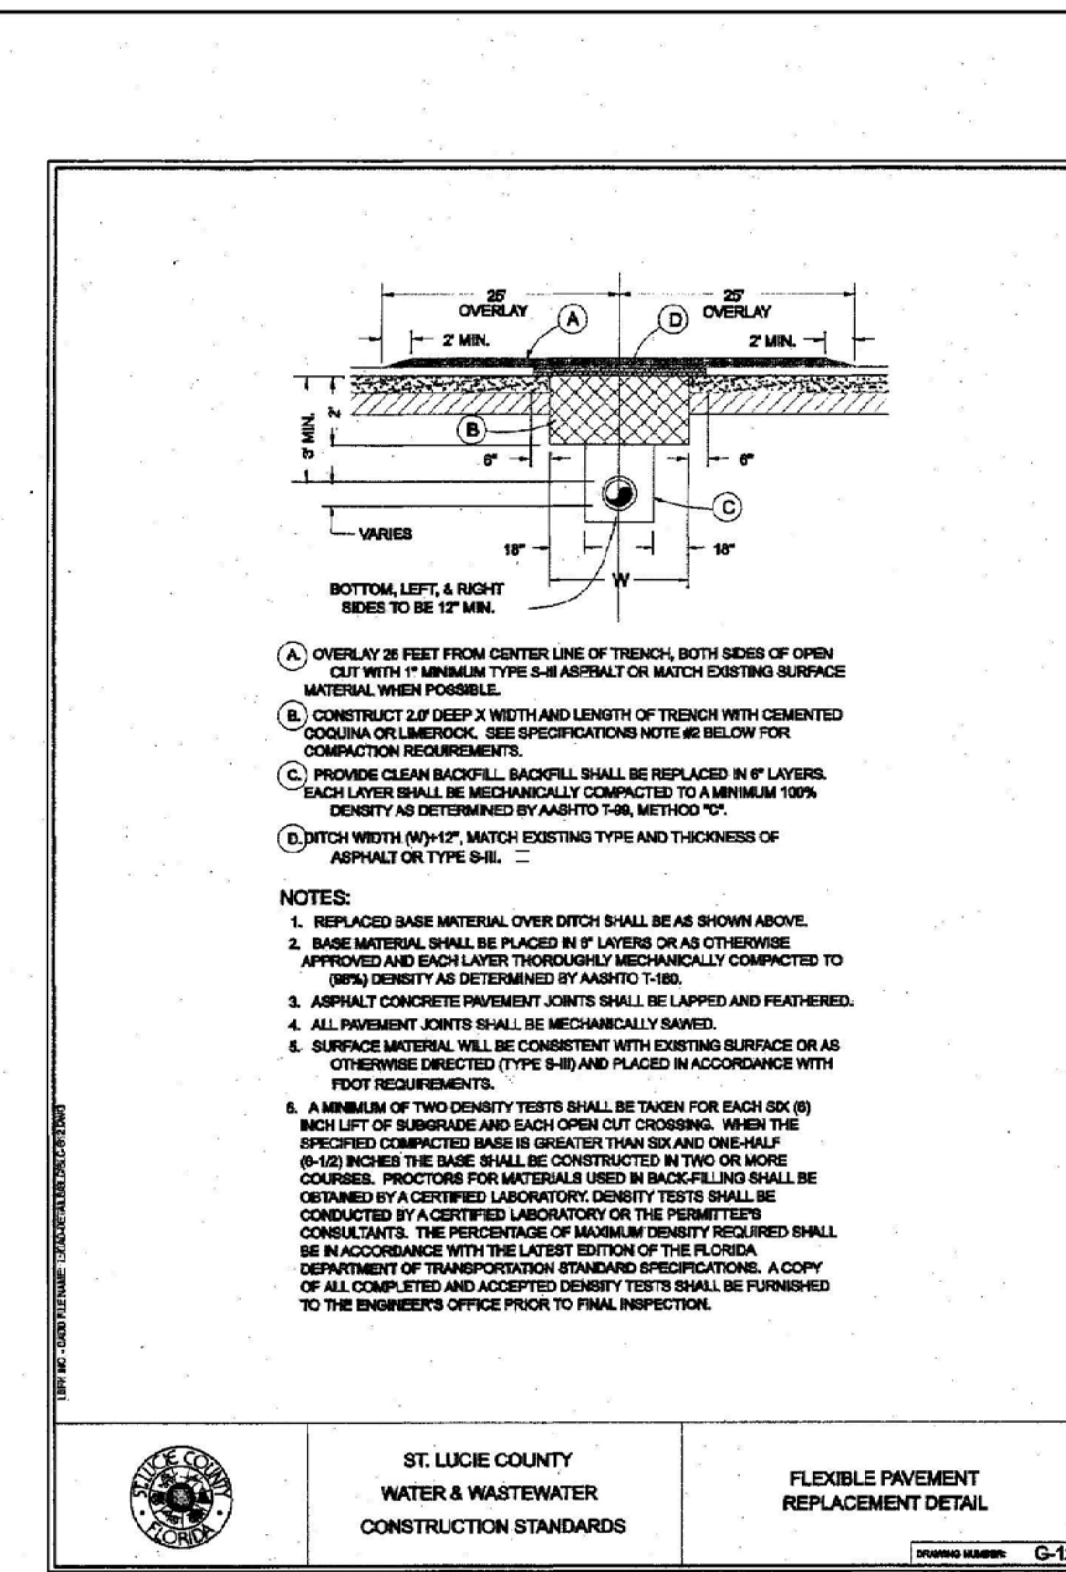 25'
OVERLAY
25'
OVERLAY
A
D
2' MIN.
2' MIN.
3' MIN.
2'
B
6"
6"
C
VARIES
18"
18"
W
BOTTOM, LEFT, & RIGHT
SIDES TO BE 12" MIN.
A. OVERLAY 25 FEET FROM CENTER LINE OF TRENCH, BOTH SIDES OF OPEN
CUT WITH 1" MINIMUM TYPE S-III ASPHALT OR MATCH EXISTING SURFACE
MATERIAL WHEN POSSIBLE.
B. CONSTRUCT 2.0' DEEP X WIDTH AND LENGTH OF TRENCH WITH CEMENTED
COQUINA OR LIMEROCK. SEE SPECIFICATIONS NOTE #2 BELOW FOR
COMPACTION REQUIREMENTS.
C. PROVIDE CLEAN BACKFILL. BACKFILL SHALL BE REPLACED IN 6" LAYERS.
EACH LAYER SHALL BE MECHANICALLY COMPACTED TO A MINIMUM 100%
DENSITY AS DETERMINED BY AASHTO T-99, METHOD "C".
D. DITCH WIDTH (W)+12", MATCH EXISTING TYPE AND THICKNESS OF
ASPHALT OR TYPE S-III.
NOTES:
1. REPLACED BASE MATERIAL OVER DITCH SHALL BE AS SHOWN ABOVE.
2. BASE MATERIAL SHALL BE PLACED IN 6" LAYERS OR AS OTHERWISE
APPROVED AND EACH LAYER THOROUGHLY MECHANICALLY COMPACTED TO
(98%) DENSITY AS DETERMINED BY AASHTO T-180.
3. ASPHALT CONCRETE PAVEMENT JOINTS SHALL BE LAPPED AND FEATHERED.
4. ALL PAVEMENT JOINTS SHALL BE MECHANICALLY SAWED.
5. SURFACE MATERIAL WILL BE CONSISTENT WITH EXISTING SURFACE OR AS
OTHERWISE DIRECTED (TYPE S-III) AND PLACED IN ACCORDANCE WITH
FDOT REQUIREMENTS.
6. A MINIMUM OF TWO DENSITY TESTS SHALL BE TAKEN FOR EACH SIX (6)
INCH LIFT OF SUBGRADE AND EACH OPEN CUT CROSSING. WHEN THE
SPECIFIED COMPACTED BASE IS GREATER THAN SIX AND ONE-HALF
(6-1/2) INCHES THE BASE SHALL BE CONSTRUCTED IN TWO OR MORE
COURSES. PROCTORS FOR MATERIALS USED IN BACK-FILLING SHALL BE
OBTAINED BY A CERTIFIED LABORATORY. DENSITY TESTS SHALL BE
CONDUCTED BY A CERTIFIED LABORATORY OR THE PERMITTEE'S
CONSULTANTS. THE PERCENTAGE OF MAXIMUM DENSITY REQUIRED SHALL
BE IN ACCORDANCE WITH THE LATEST EDITION OF THE FLORIDA
DEPARTMENT OF TRANSPORTATION STANDARD SPECIFICATIONS. A COPY
OF ALL COMPLETED AND ACCEPTED DENSITY TESTS SHALL BE FURNISHED
TO THE ENGINEER'S OFFICE PRIOR TO FINAL INSPECTION.
CADD FILENAME:
ST. LUCIE COUNTY
FLORIDA
ST. LUCIE COUNTY
WATER & WASTEWATER
CONSTRUCTION STANDARDS
FLEXIBLE PAVEMENT
REPLACEMENT DETAIL
DRAWING NUMBER: G-1